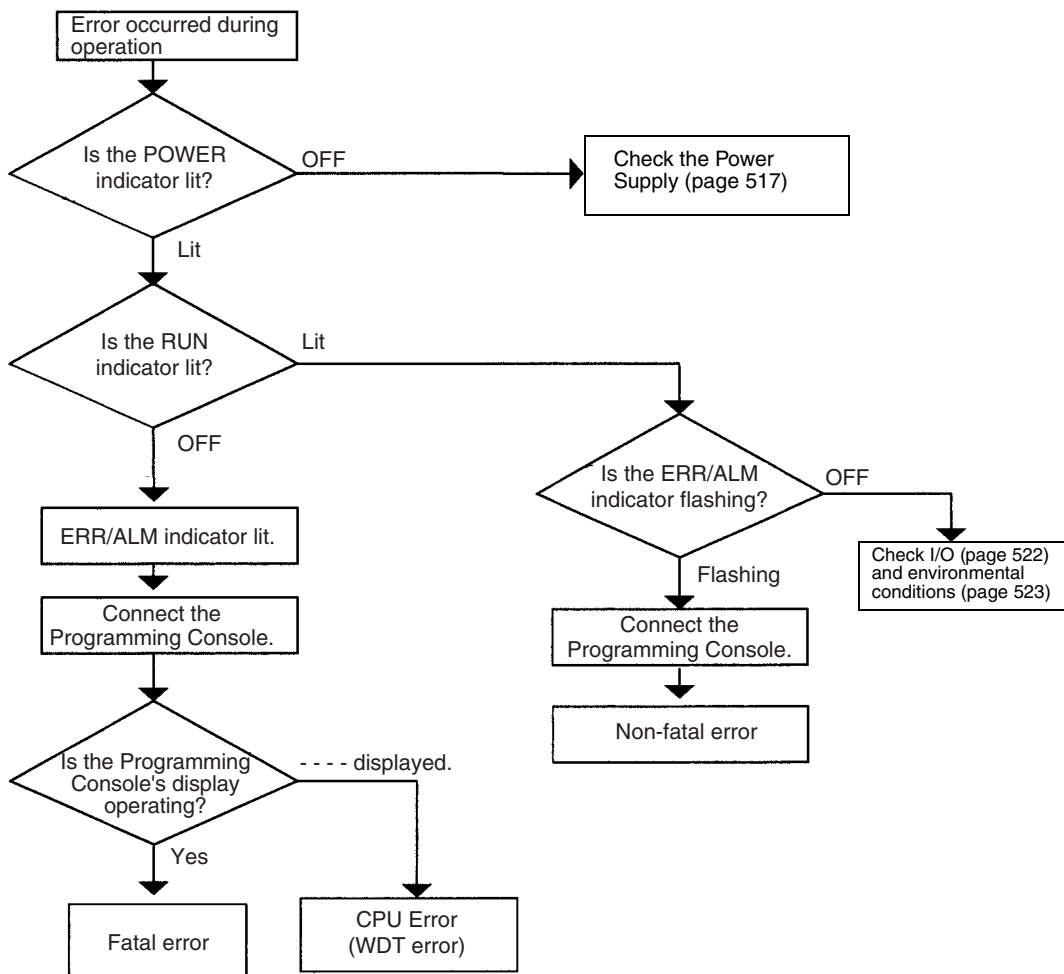 Error occurred during
operation
Is the POWER
indicator lit?
OFF
Check the Power
Supply (page 517)
Lit
Is the RUN
indicator lit?
Lit
OFF
Is the ERR/ALM
indicator flashing?
OFF
ERR/ALM indicator lit.
Check I/O (page 522)
and environmental
conditions (page 523)
Flashing
Connect the
Programming Console.
Connect the
Programming Console.
Non-fatal error
Is the Programming
Console's display
operating?
- - - - displayed.
Yes
Fatal error
CPU Error
(WDT error)